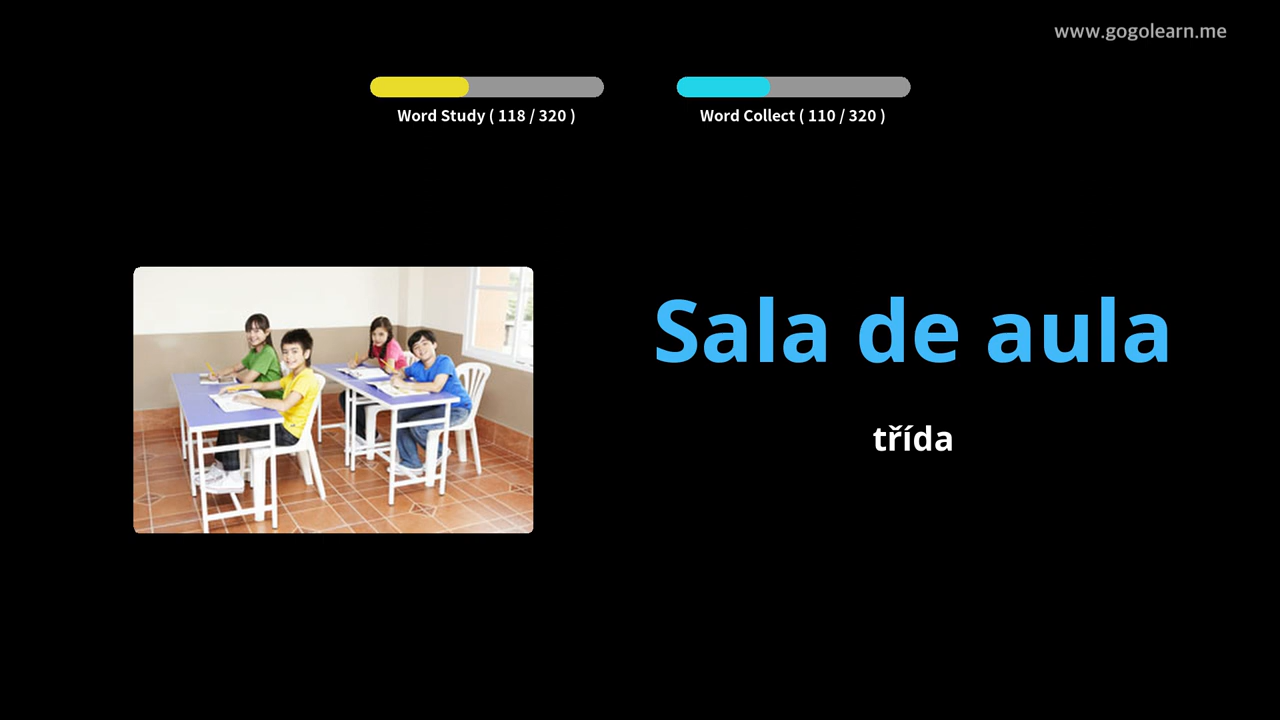 www.gogolearn.me
Word Study ( 118 / 320 )
Word Collect ( 110 / 320 )
Sala de aula
třída